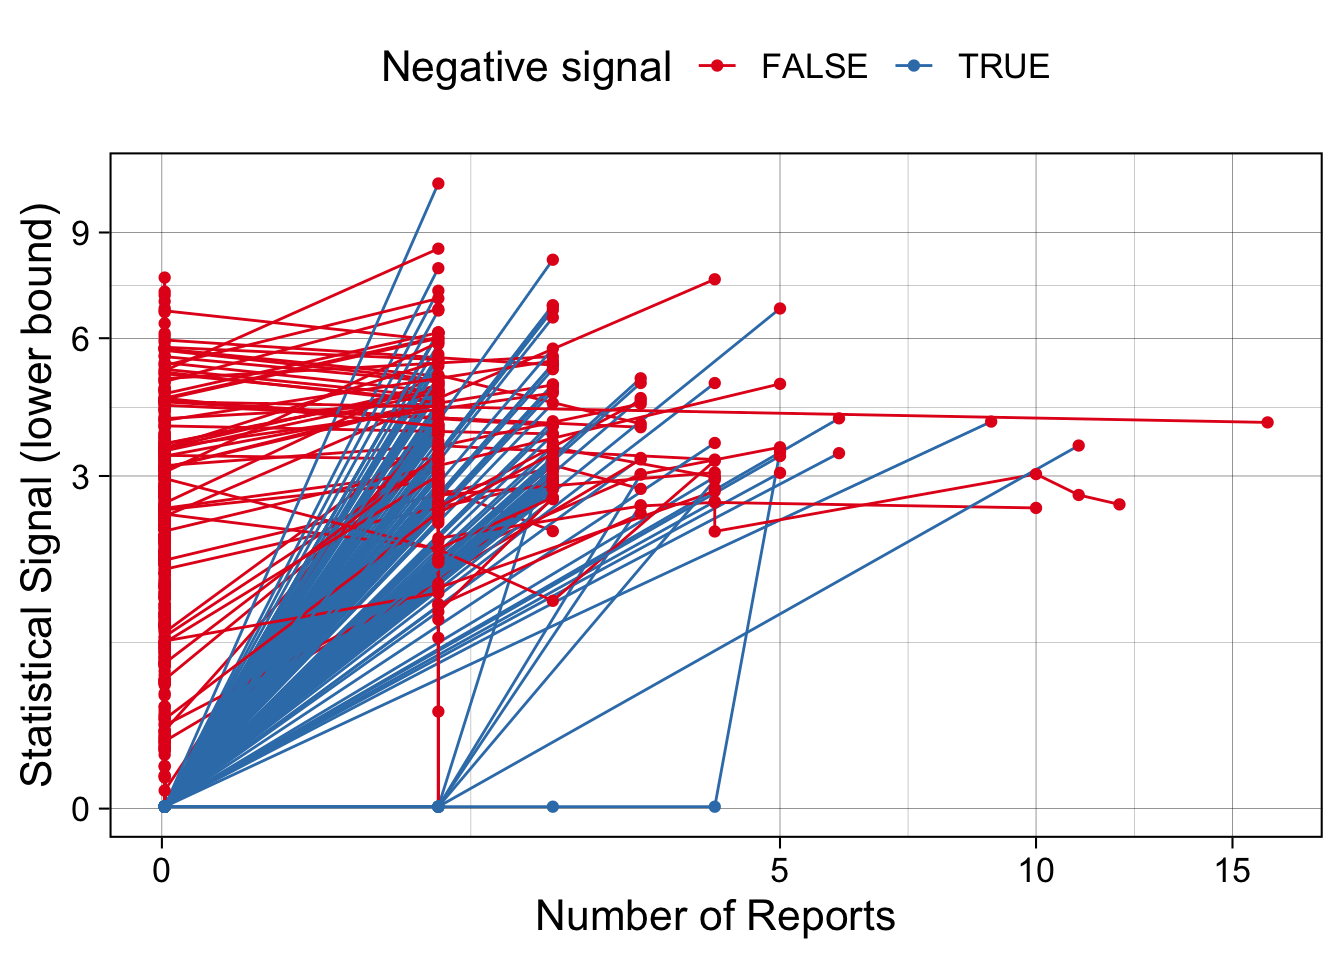 Negative signal FALSE TRUE
Statistical Signal (lower bound)
9
6
3
0
0 5 10 15
Number of Reports